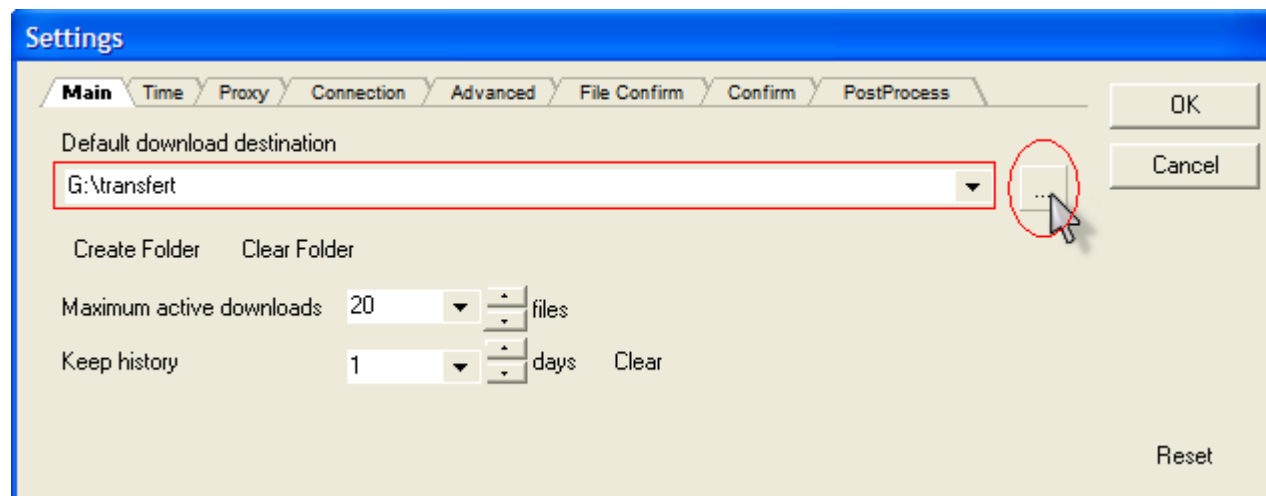 Settings
Main Time Proxy Connection Advanced File Confirm Confirm PostProcess
OK
Default download destination
Cancel
G:\transfert
...
Create Folder Clear Folder
Maximum active downloads 20 files
Keep history 1 days Clear
Reset